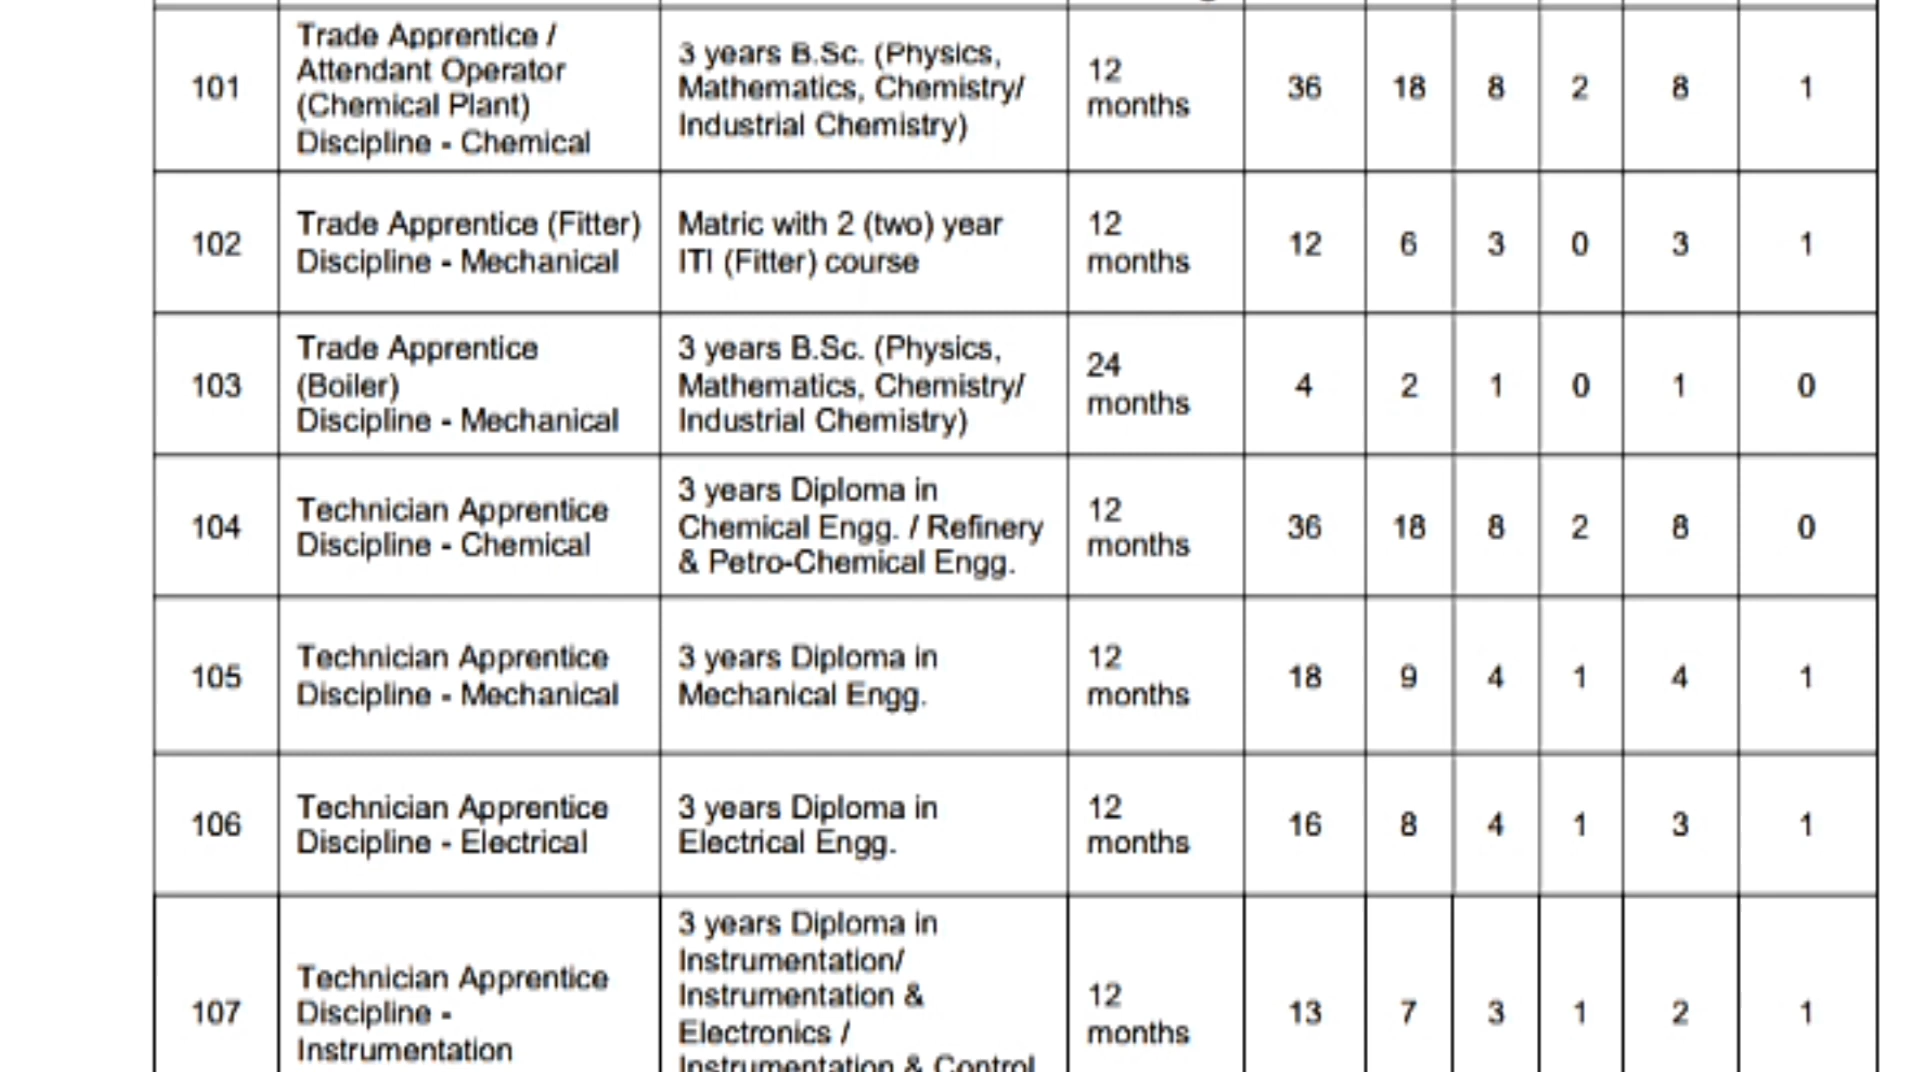 101
Trade Apprentice /
Attendant Operator
(Chemical Plant)
Discipline - Chemical
3 years B.Sc. (Physics,
Mathematics, Chemistry/
Industrial Chemistry)
12
months
36 18 8 2 8 1
102
Trade Apprentice (Fitter)
Discipline - Mechanical
Matric with 2 (two) year
ITI (Fitter) course
12
months
12 6 3 0 3 1
103
Trade Apprentice
(Boiler)
Discipline - Mechanical
3 years B.Sc. (Physics,
Mathematics, Chemistry/
Industrial Chemistry)
24
months
4 2 1 0 1 0
104
Technician Apprentice
Discipline - Chemical
3 years Diploma in
Chemical Engg. / Refinery
& Petro-Chemical Engg.
12
months
36 18 8 2 8 0
105
Technician Apprentice
Discipline - Mechanical
3 years Diploma in
Mechanical Engg.
12
months
18 9 4 1 4 1
106
Technician Apprentice
Discipline - Electrical
3 years Diploma in
Electrical Engg.
12
months
16 8 4 1 3 1
107
Technician Apprentice
Discipline -
Instrumentation
3 years Diploma in
Instrumentation/
Instrumentation &
Electronics /
Instrumentation & Control
12
months
13 7 3 1 2 1